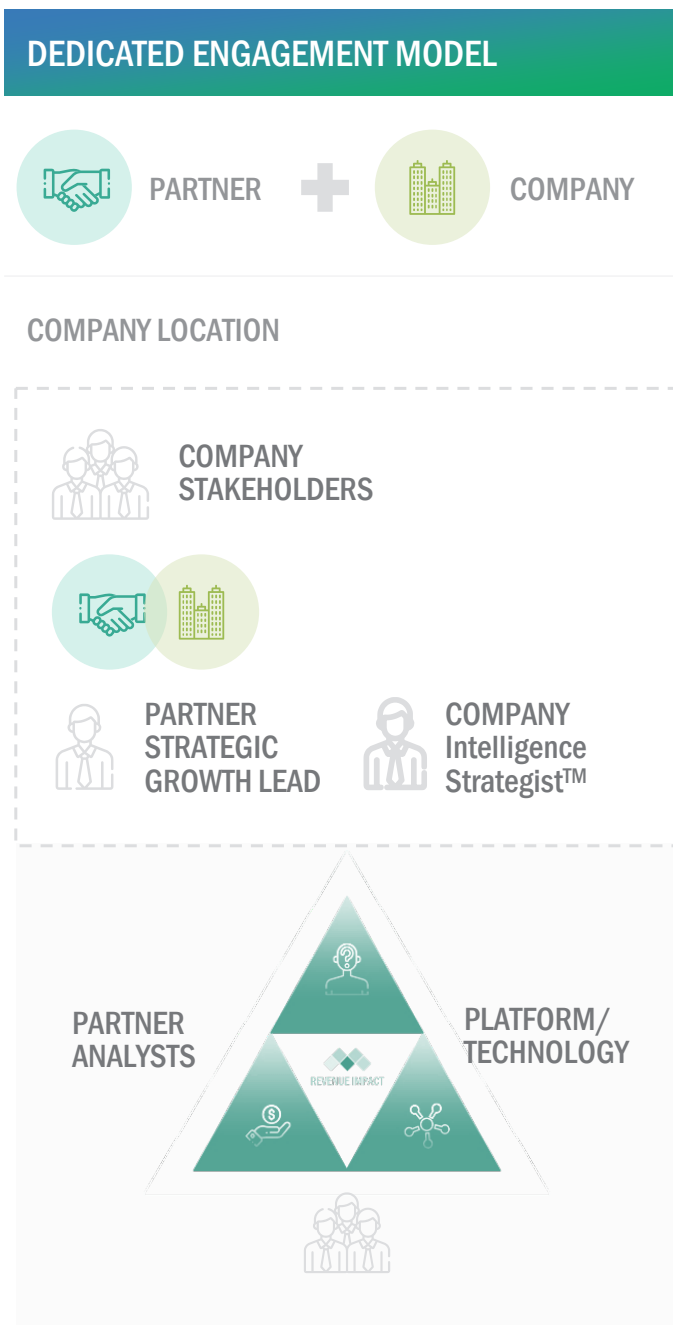 DEDICATED ENGAGEMENT MODEL
PARTNER
COMPANY
COMPANY LOCATION
COMPANY
STAKEHOLDERS
PARTNER
STRATEGIC
GROWTH LEAD
COMPANY
Intelligence
Strategist™
PARTNER
ANALYSTS
PLATFORM/
TECHNOLOGY
REVENUE IMPACT